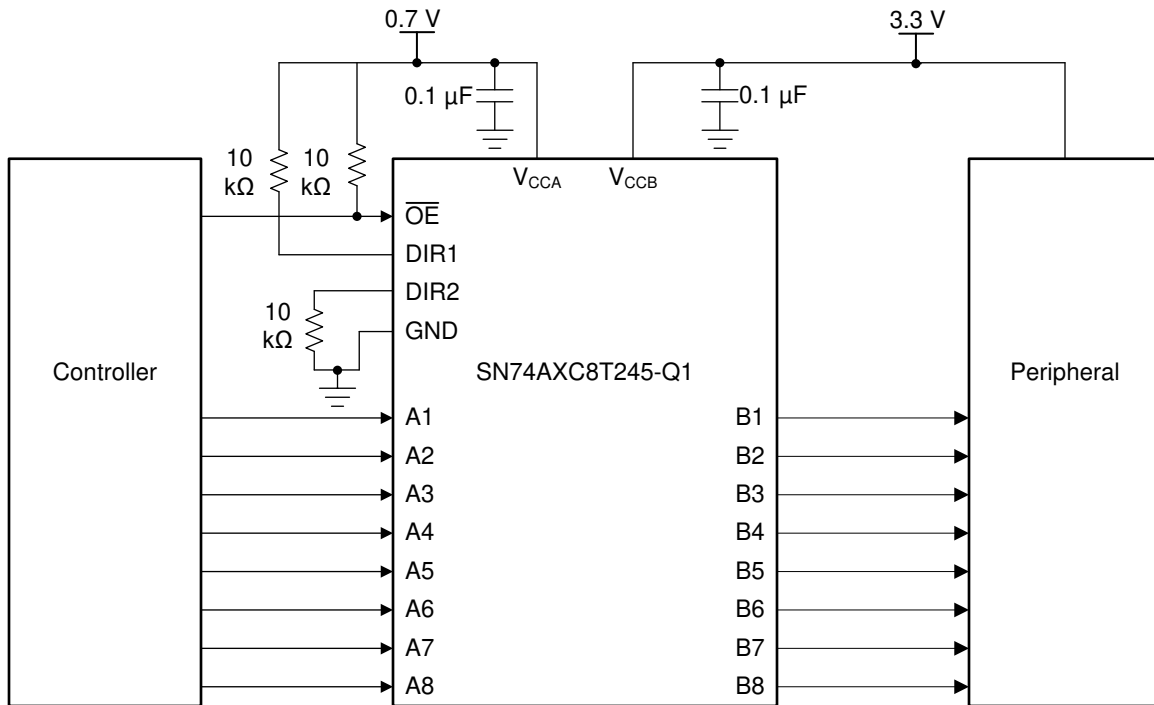 0.7 V
3.3 V
0.1 µF
0.1 µF
10
kΩ
10
kΩ
V_CCA
V_CCB
OE
DIR1
DIR2
10
kΩ
GND
Controller
SN74AXC8T245-Q1
Peripheral
A1
B1
A2
B2
A3
B3
A4
B4
A5
B5
A6
B6
A7
B7
A8
B8